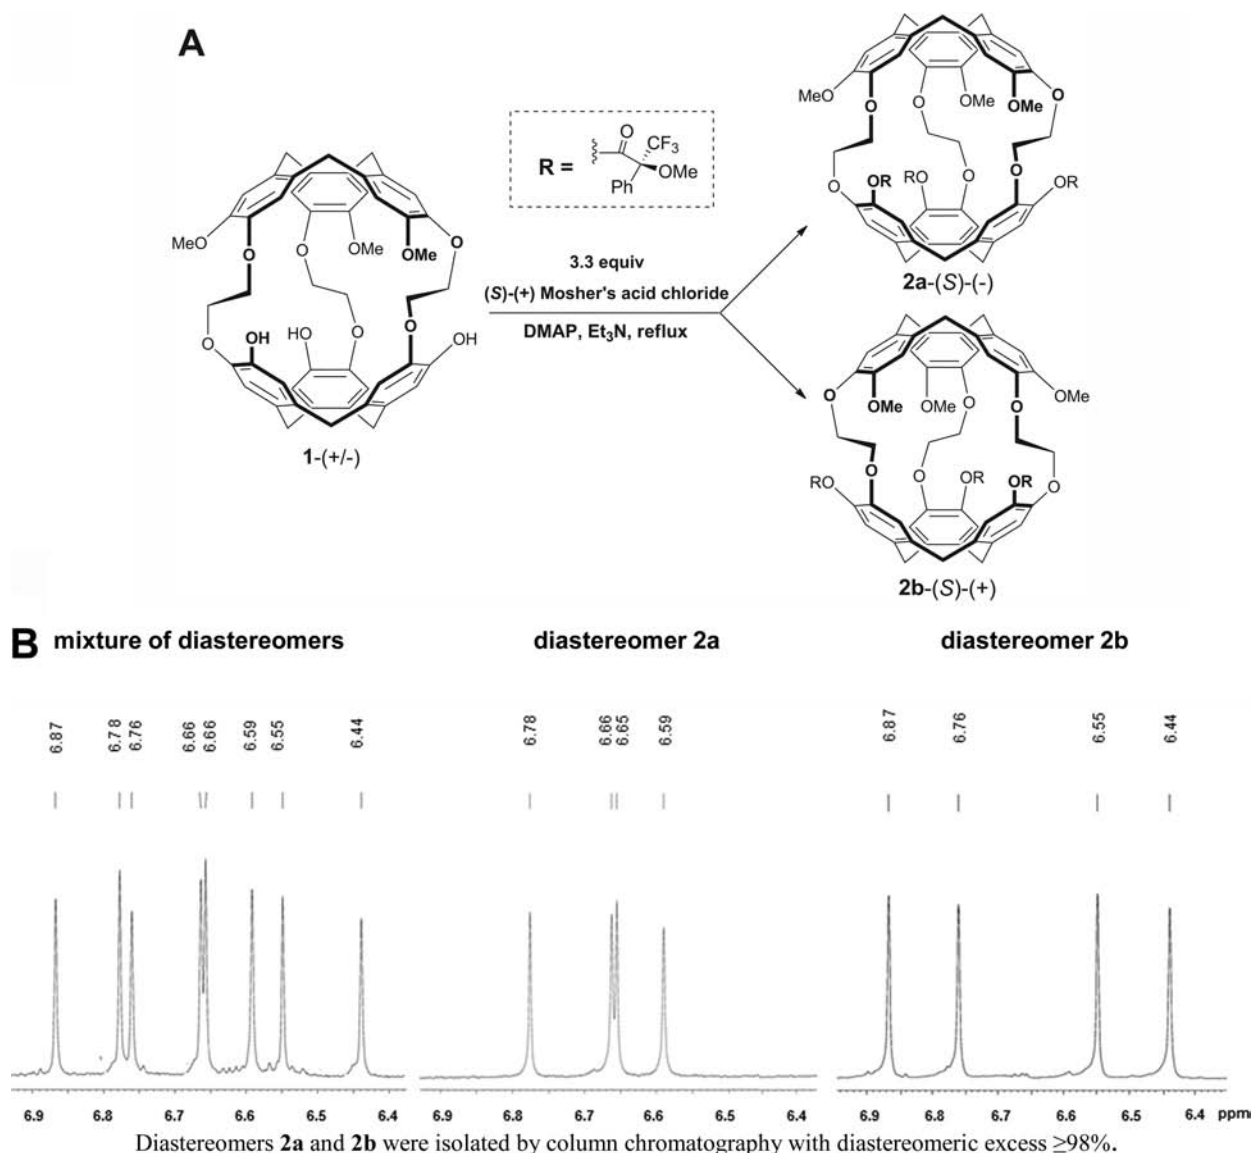 A
R =
O
CF3
OMe
Ph
MeO
O
O
OMe
OMe
O
O
O
O
OH
HO
OH
1-(+/-)
3.3 equiv
(S)-(+) Mosher's acid chloride
DMAP, Et3N, reflux
MeO
O
O
OMe
OMe
O
O
O
O
OR
RO
OR
2a-(S)-(-)
O
OMe
OMe
O
O
OMe
O
O
O
RO
OR
OR
2b-(S)-(+)
B
mixture of diastereomers
diastereomer 2a
diastereomer 2b
6.87 6.78 6.76 6.66 6.66 6.59 6.55 6.44
6.78 6.66 6.65 6.59
6.87 6.76 6.55 6.44
6.9 6.8 6.7 6.6 6.5 6.4
6.8 6.7 6.6 6.5 6.4
6.9 6.8 6.7 6.6 6.5 6.4 ppm
Diastereomers 2a and 2b were isolated by column chromatography with diastereomeric excess ≥98%.